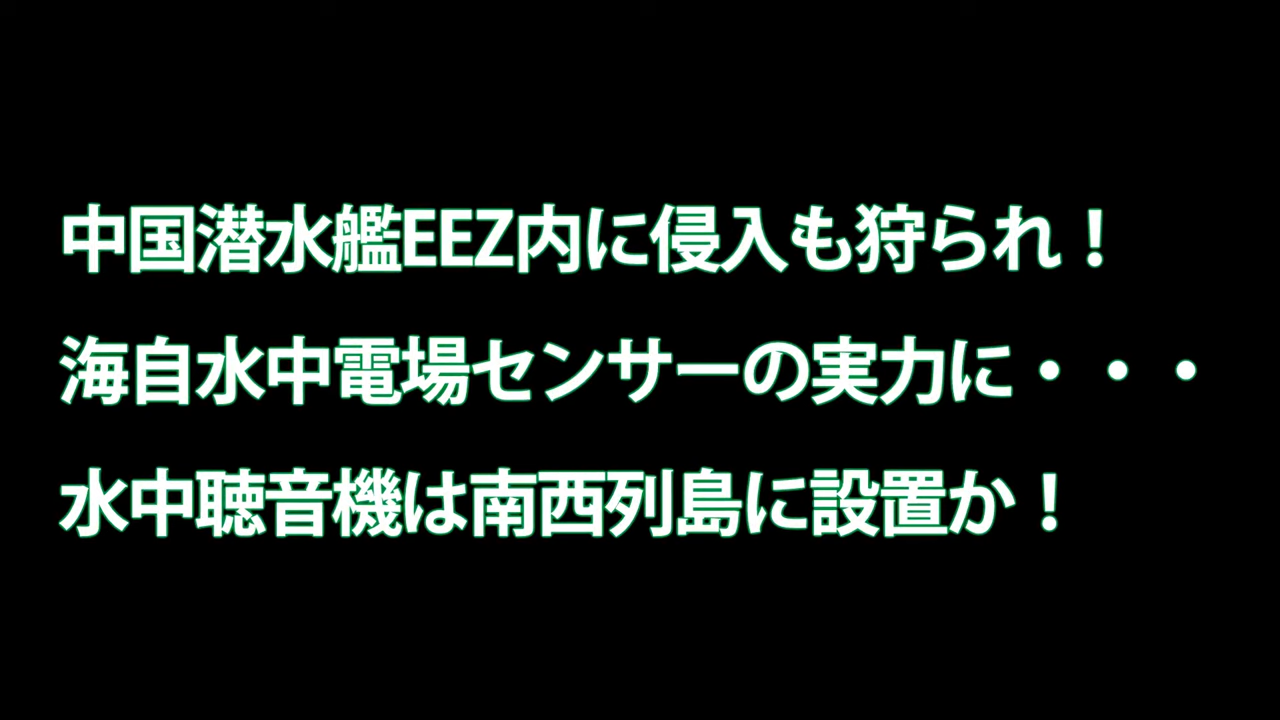 中国潜水艦EEZ内に侵入も狩られ！
海自水中電場センサーの実力に・・・
水中聴音機は南西列島に設置か！